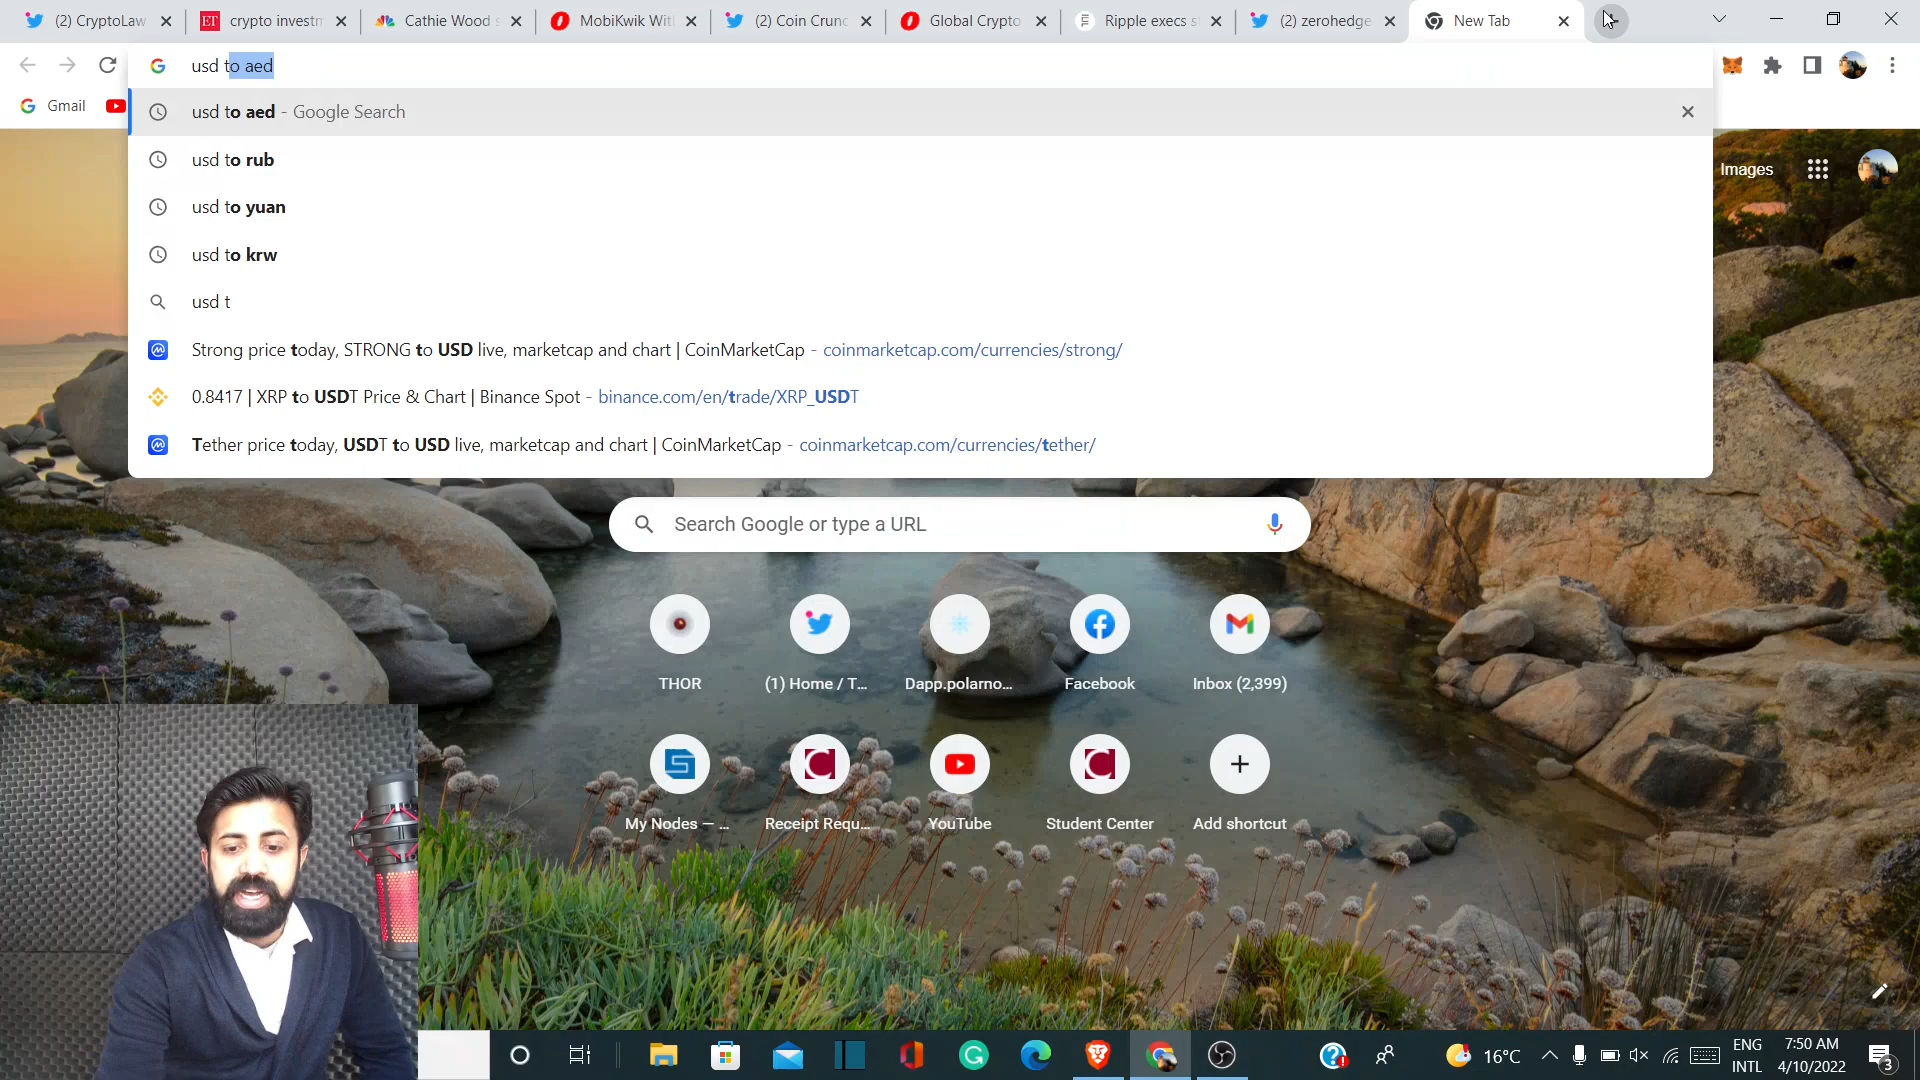 (2) CryptoLaw
crypto investm
Cathie Wood s
MobiKwik Wit
(2) Coin Crunc
Global Crypto
Ripple execs s
(2) zerohedge
New Tab
usd to aed
Gmail
usd to aed - Google Search
usd to rub
Images
usd to yuan
usd to krw
usd t
Strong price today, STRONG to USD live, marketcap and chart | CoinMarketCap - coinmarketcap.com/currencies/strong/
0.8417 | XRP to USDT Price & Chart | Binance Spot - binance.com/en/trade/XRP_USDT
Tether price today, USDT to USD live, marketcap and chart | CoinMarketCap - coinmarketcap.com/currencies/tether/
Search Google or type a URL
THOR
(1) Home / T...
Dapp.polarno...
Facebook
Inbox (2,399)
My Nodes — ...
Receipt Requ...
YouTube
Student Center
Add shortcut
16°C
ENG
INTL
7:50 AM
4/10/2022
3